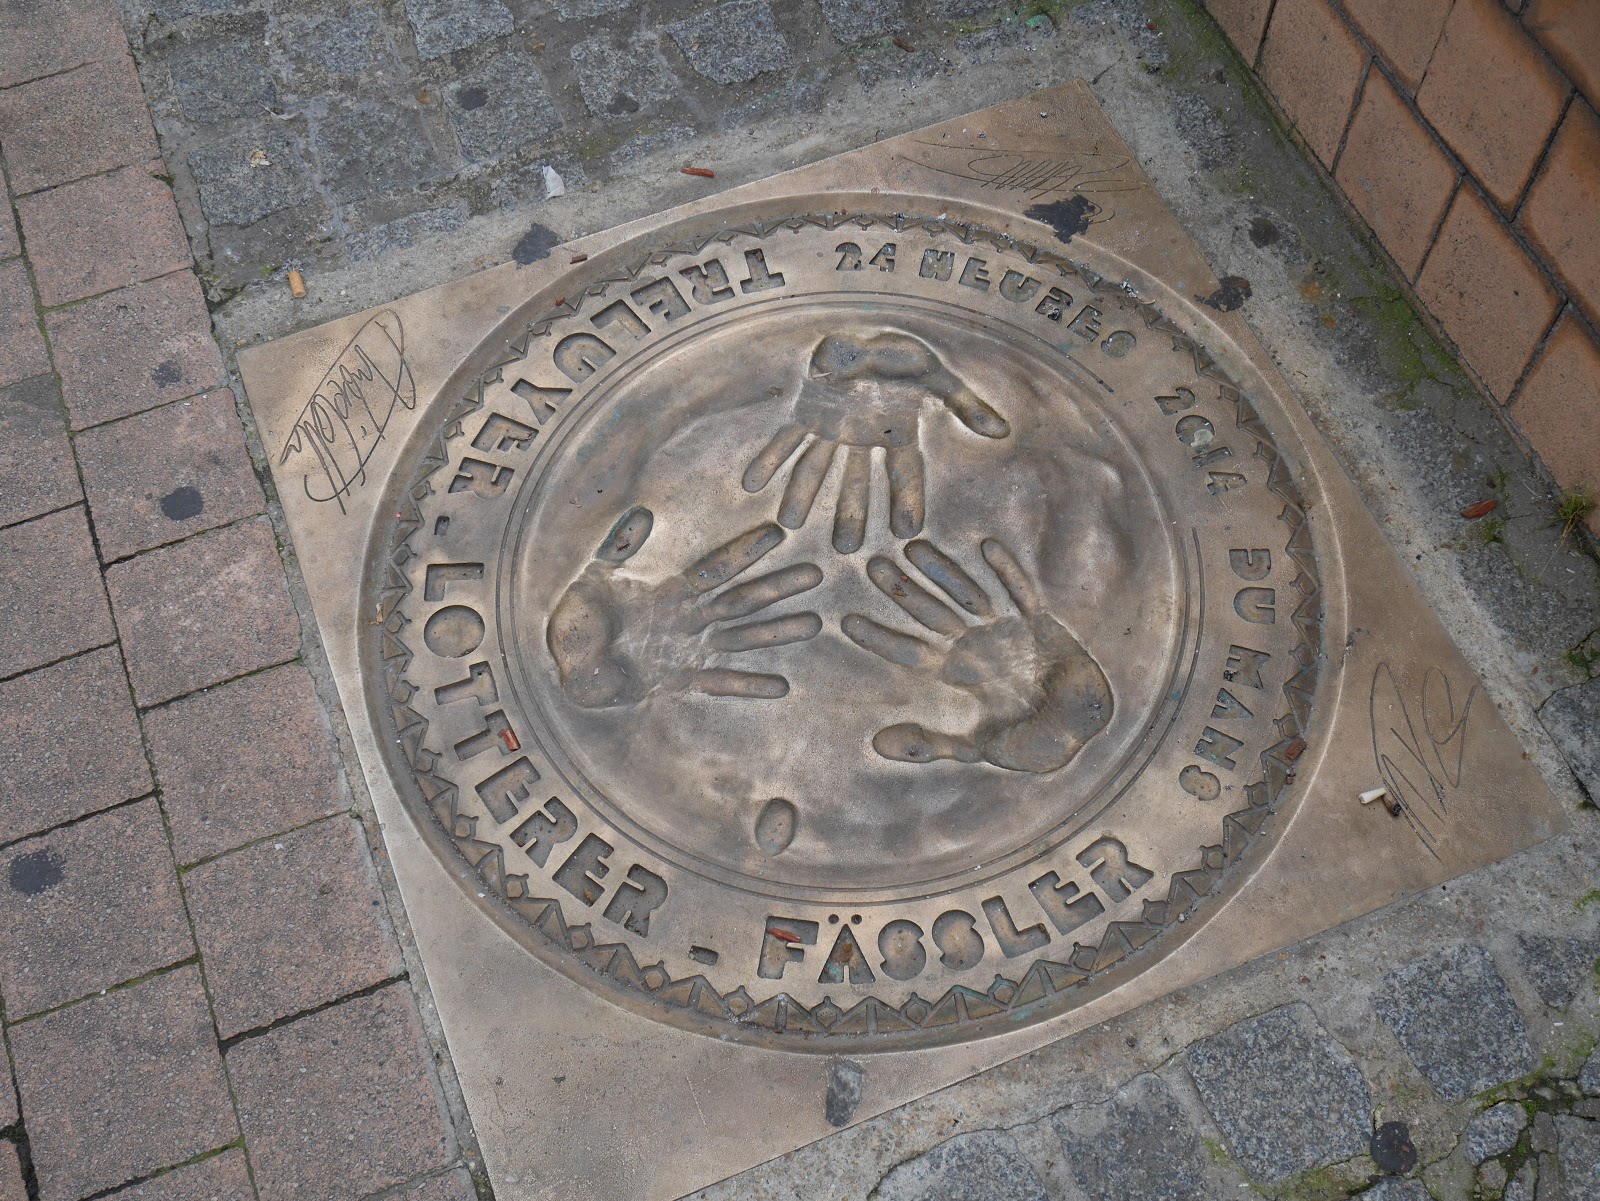 24 HEURES 2014 DU MANS
TRELUYER - LOTTERER - FÄSSLER